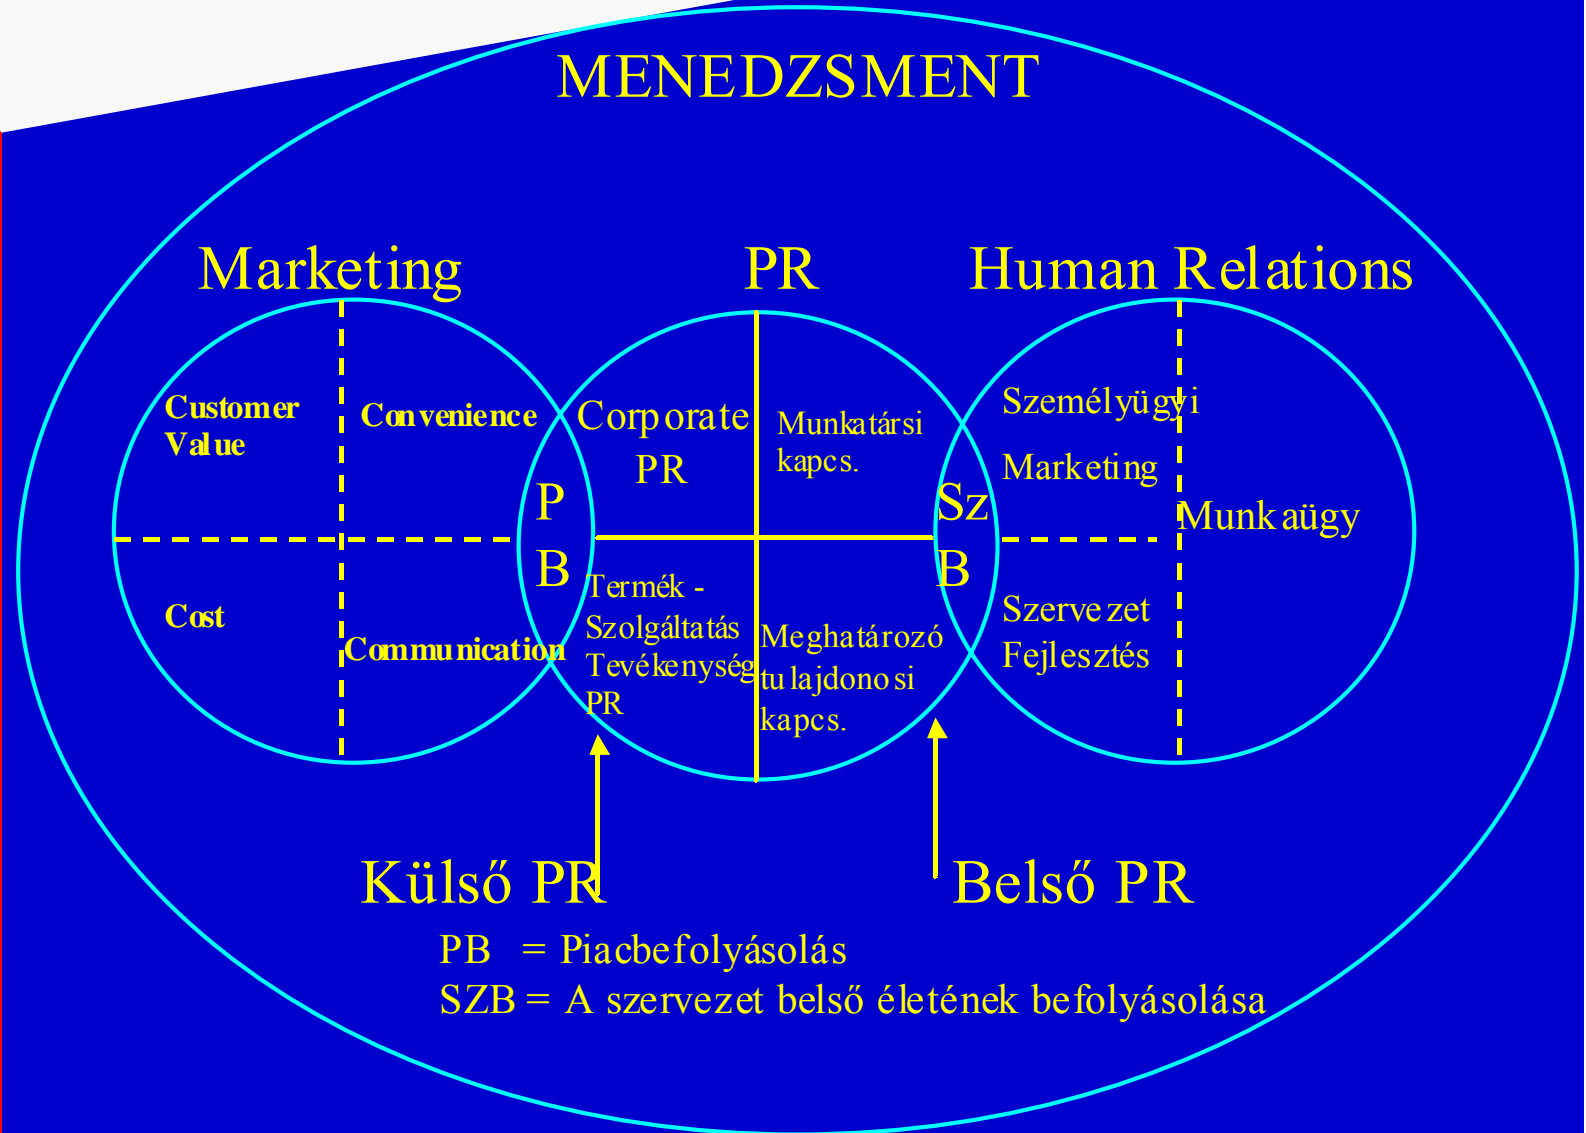 MENEDZSMENT
Marketing
PR
Human Relations
Customer
Value
Convenience
Cost
Communication
P
B
Corporate
PR
Munkatársi
kapcs.
Termék -
Szolgáltatás
Tevékenység
PR
Meghatározó
tulajdonosi
kapcs.
Sz
B
Személyügyi
Marketing
Munkaügy
Szervezet
Fejlesztés
Külső PR
Belső PR
PB = Piacbefolyásolás
SZB = A szervezet belső életének befolyásolása